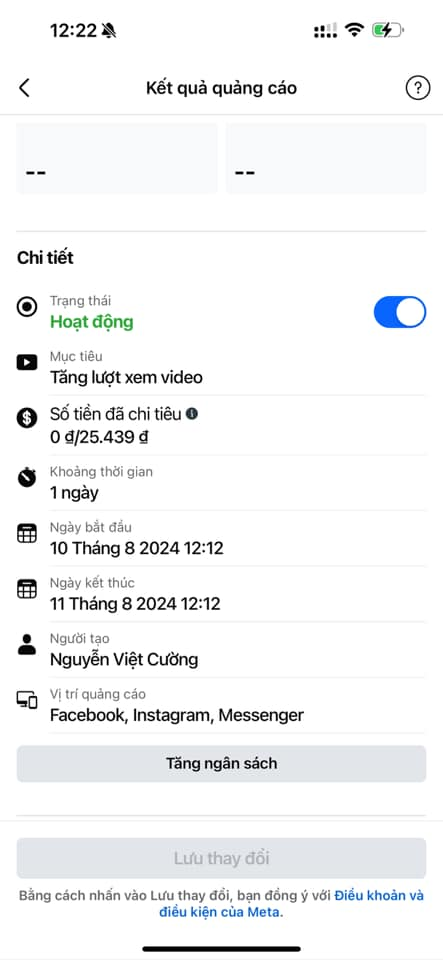 12:22
Kết quả quảng cáo
?
-- --
Chi tiết
Trạng thái
Hoạt động
Mục tiêu
Tăng lượt xem video
Số tiền đã chi tiêu
0 ₫/25.439 ₫
Khoảng thời gian
1 ngày
Ngày bắt đầu
10 Tháng 8 2024 12:12
Ngày kết thúc
11 Tháng 8 2024 12:12
Người tạo
Nguyễn Việt Cường
Vị trí quảng cáo
Facebook, Instagram, Messenger
Tăng ngân sách
Lưu thay đổi
Bằng cách nhấn vào Lưu thay đổi, bạn đồng ý với Điều khoản và
điều kiện của Meta.